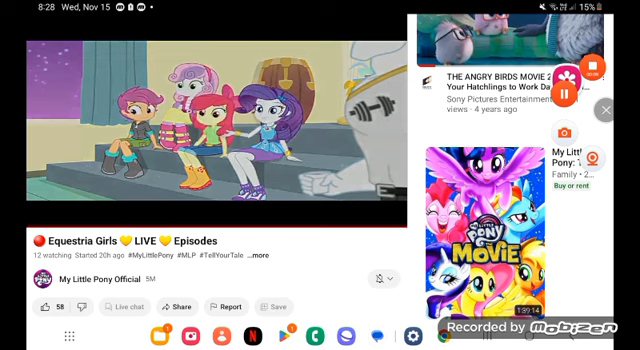 8:28 Wed, Nov 15
15%
THE ANGRY BIRDS MOVIE 2
Your Hatchlings to Work Da
Sony Pictures Entertainment
views • 4 years ago
My Littl
Pony:
Family • 2...
Buy or rent
MY LITTLE
PONY
THE
MOVIE
1:39:14
Equestria Girls 💛 LIVE 💛 Episodes
12 watching Started 20h ago #MyLittlePony #MLP #TellYourTale ...more
My Little Pony Official 5M
58
Live chat
Share
Report
Save
Recorded by mobizen